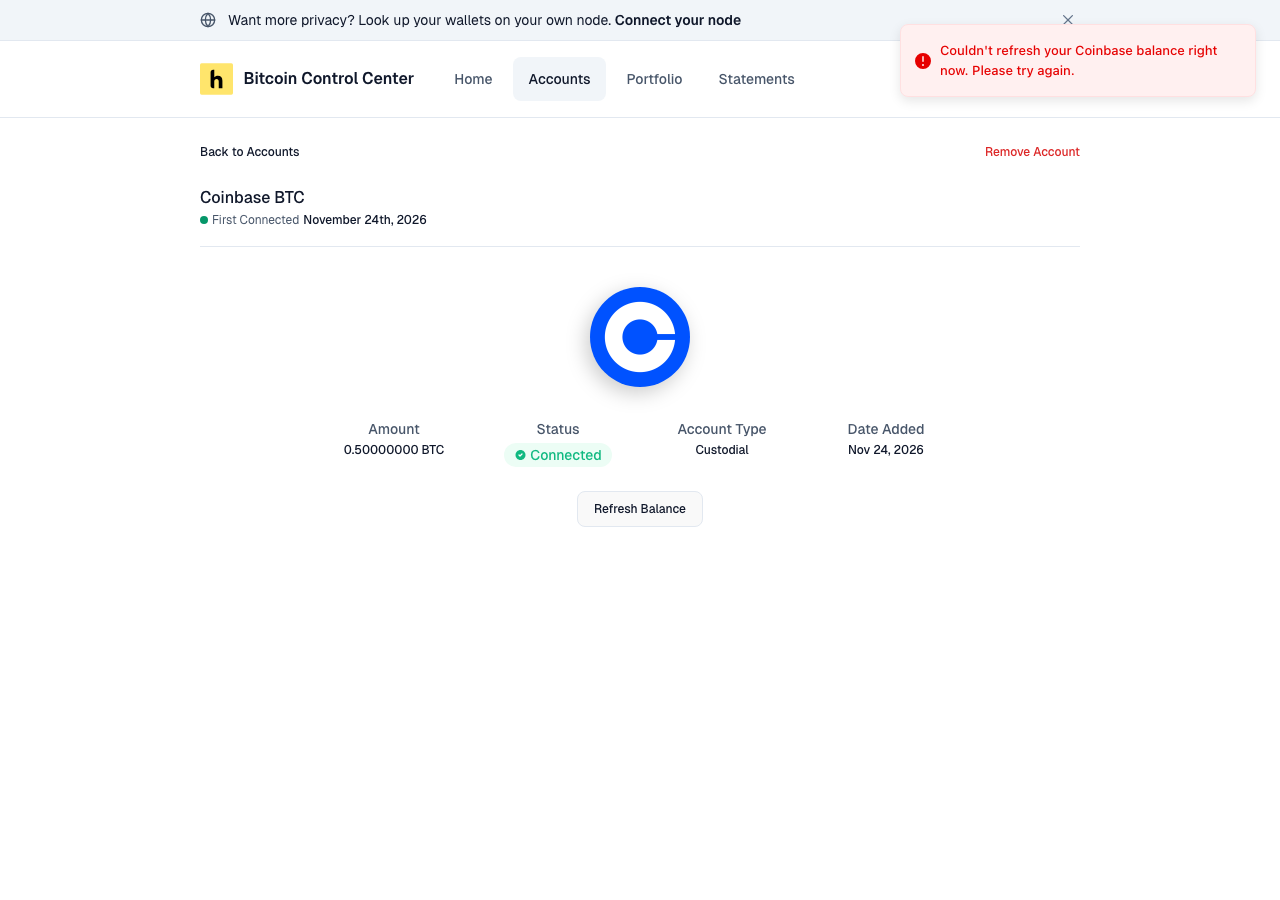 Want more privacy? Look up your wallets on your own node. Connect your node
Couldn't refresh your Coinbase balance right
now. Please try again.
h Bitcoin Control Center
Home
Accounts
Portfolio
Statements
Back to Accounts
Remove Account
Coinbase BTC
First Connected November 24th, 2026
Amount
0.50000000 BTC
Status
Connected
Account Type
Custodial
Date Added
Nov 24, 2026
Refresh Balance